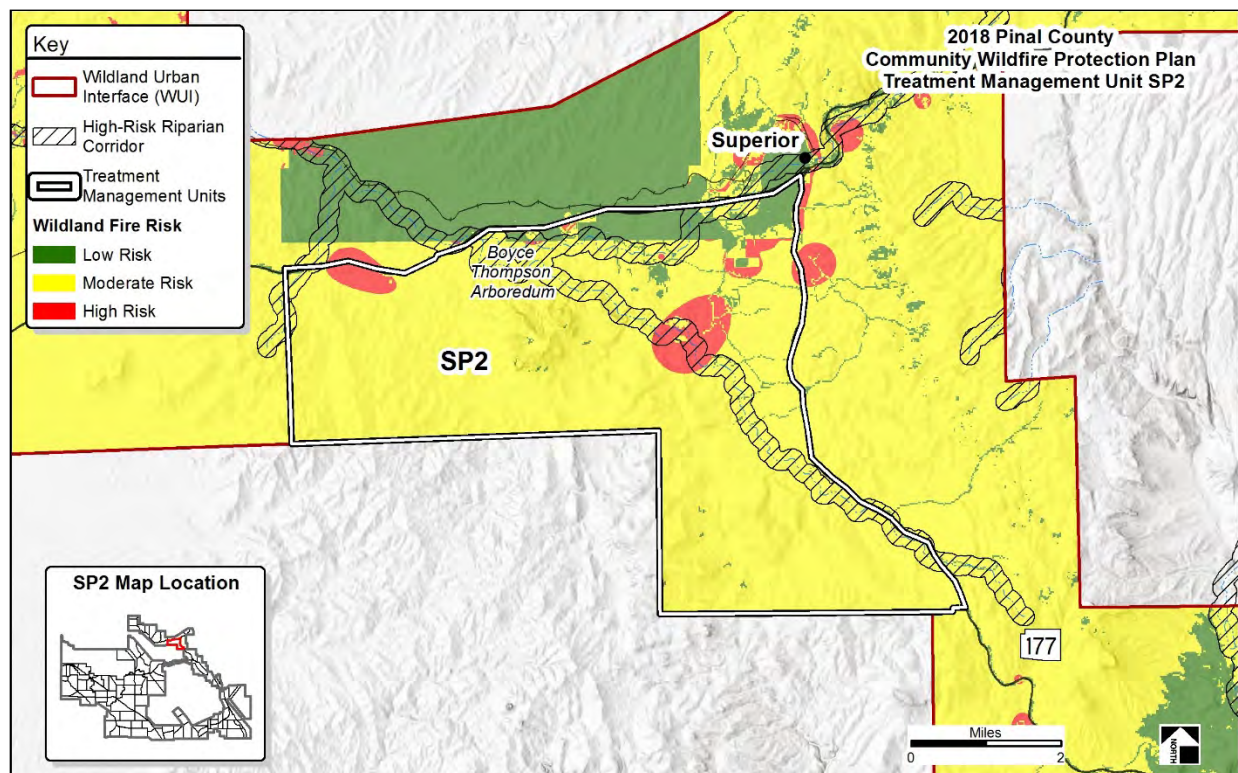 Key
Wildland Urban
Interface (WUI)
High-Risk Riparian
Corridor
Treatment
Management Units
Wildland Fire Risk
Low Risk
Moderate Risk
High Risk
2018 Pinal County
Community Wildfire Protection Plan
Treatment Management Unit SP2
Superior
Boyce
Thompson
Arboredum
SP2
SP2 Map Location
177
Miles
0
2
NORTH